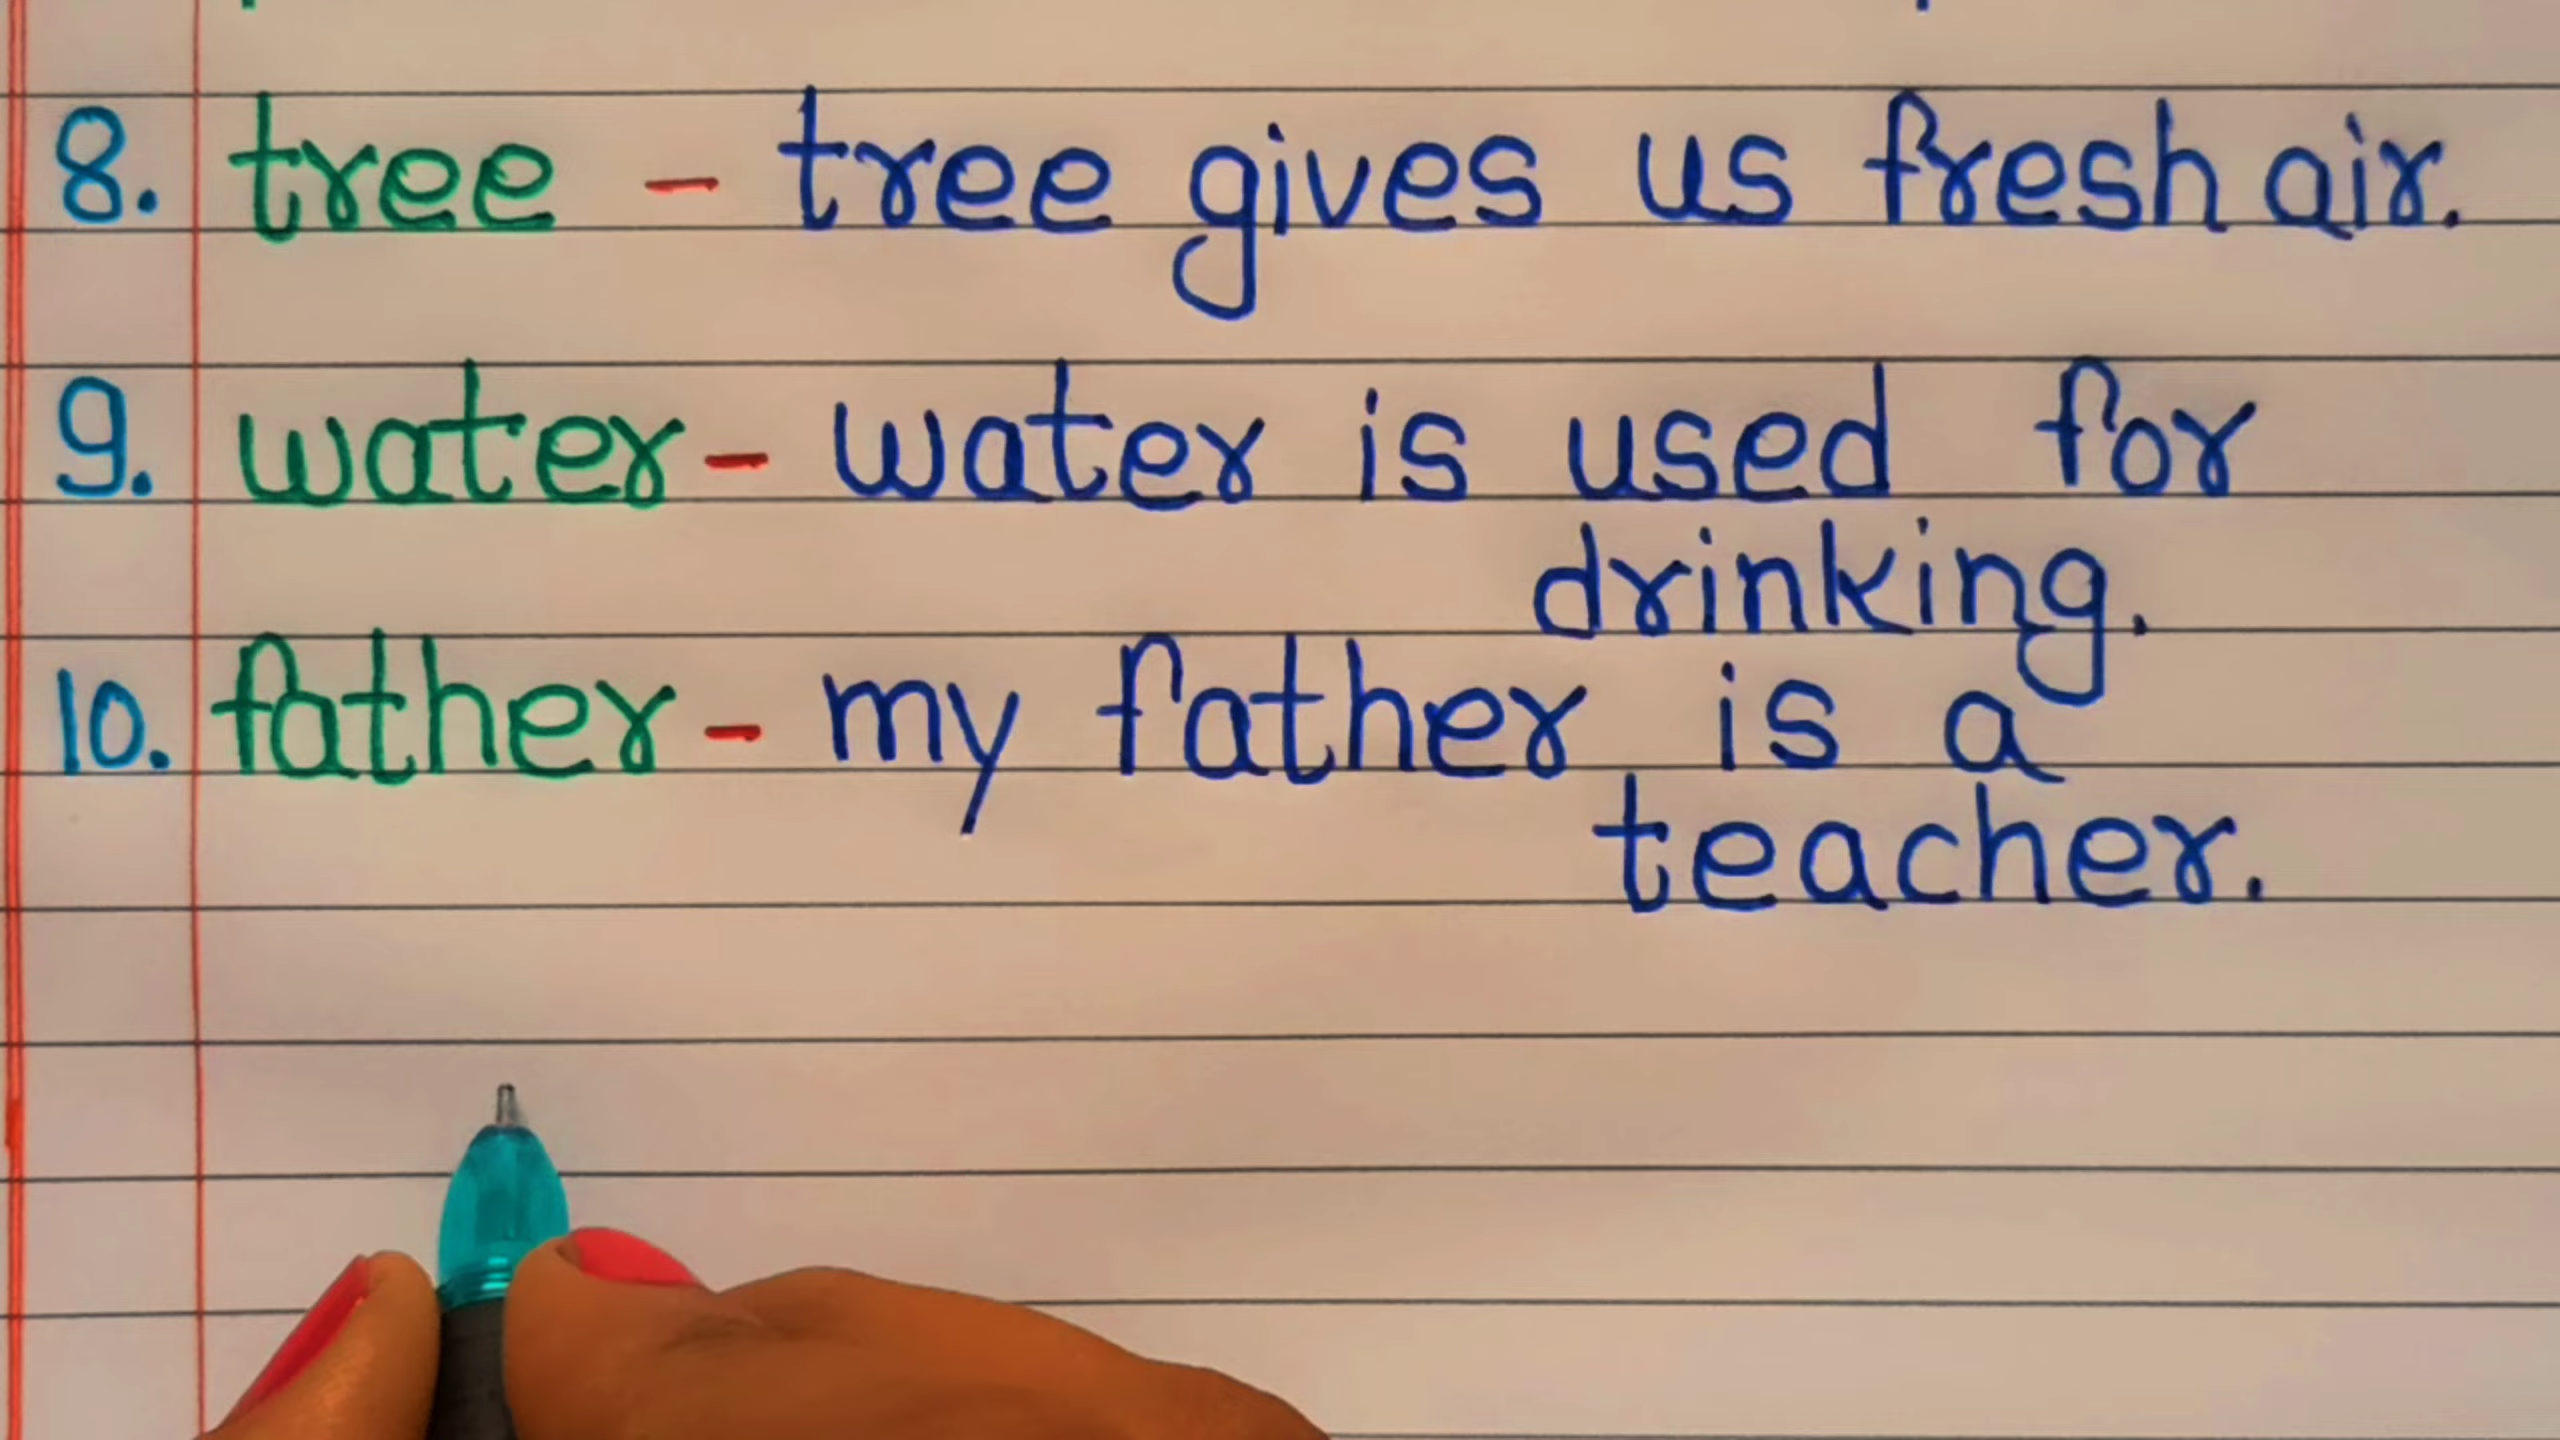 8. tree - tree gives us fresh air.
9. water - water is used for
drinking.
10. father - my father is a
teacher.